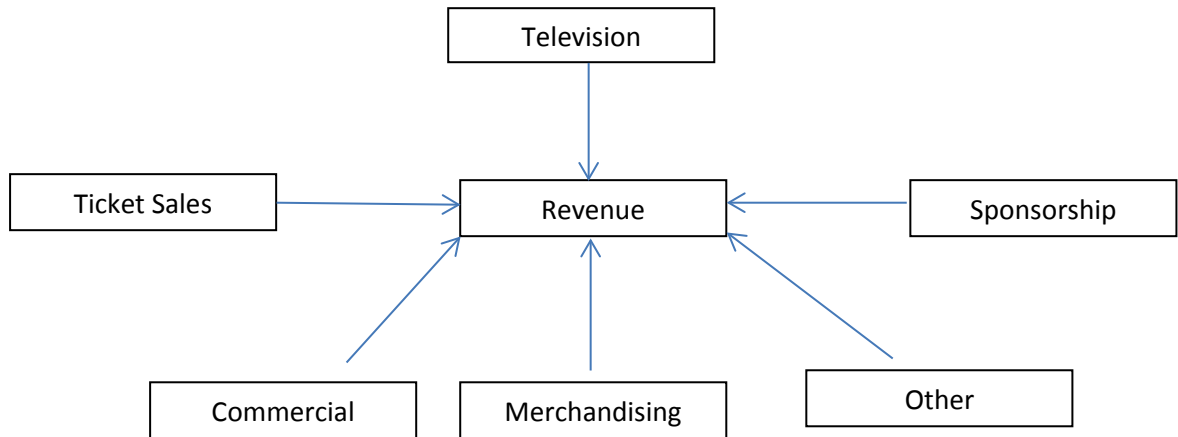 Television
Ticket Sales
Revenue
Sponsorship
Commercial
Merchandising
Other